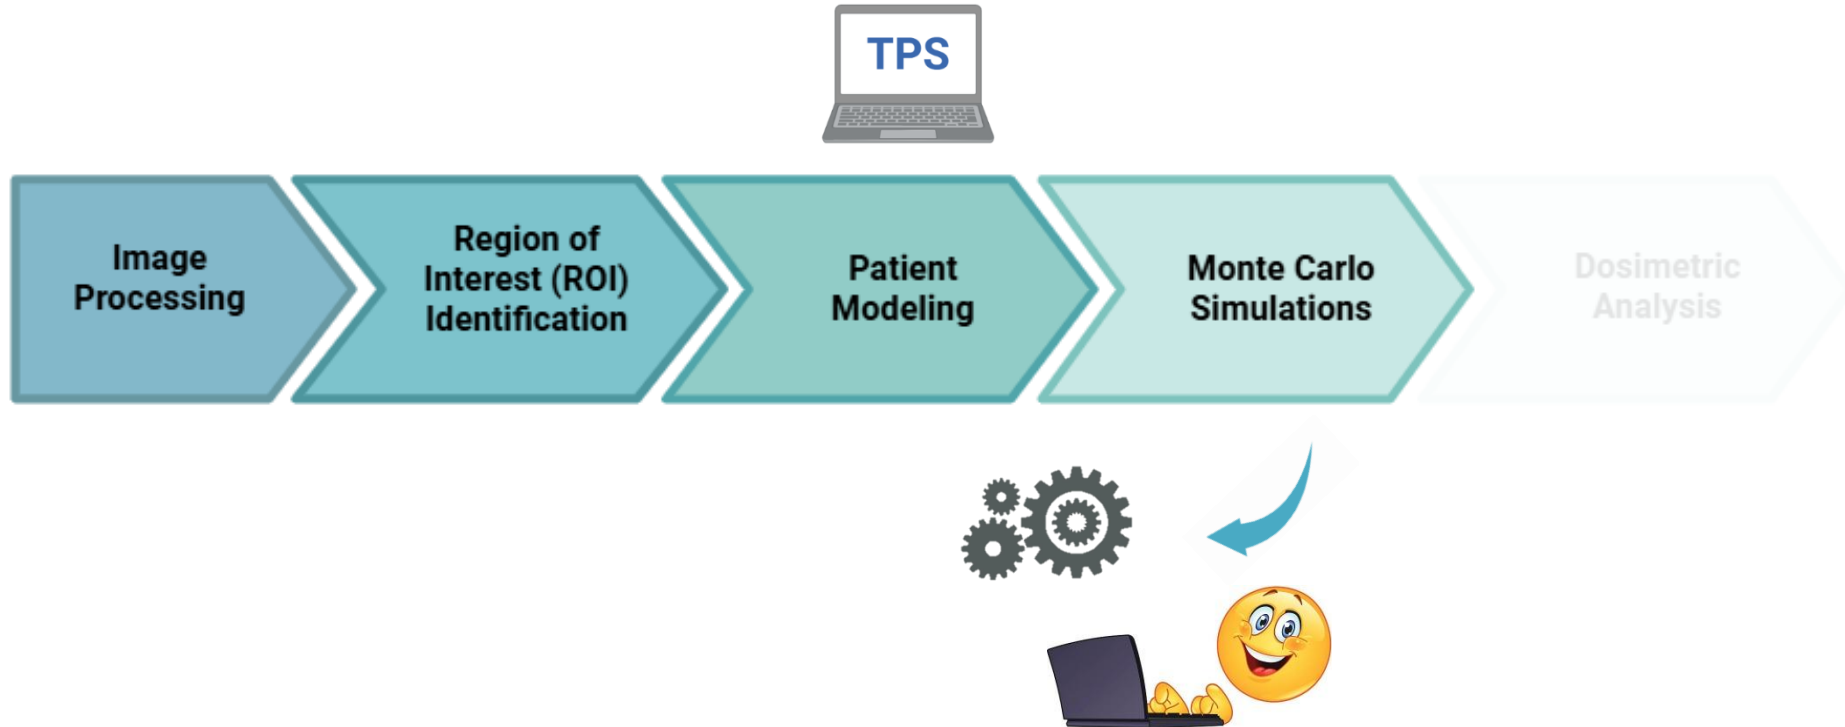 TPS
Image
Processing
Region of
Interest (ROI)
Identification
Patient
Modeling
Monte Carlo
Simulations
Dosimetric
Analysis